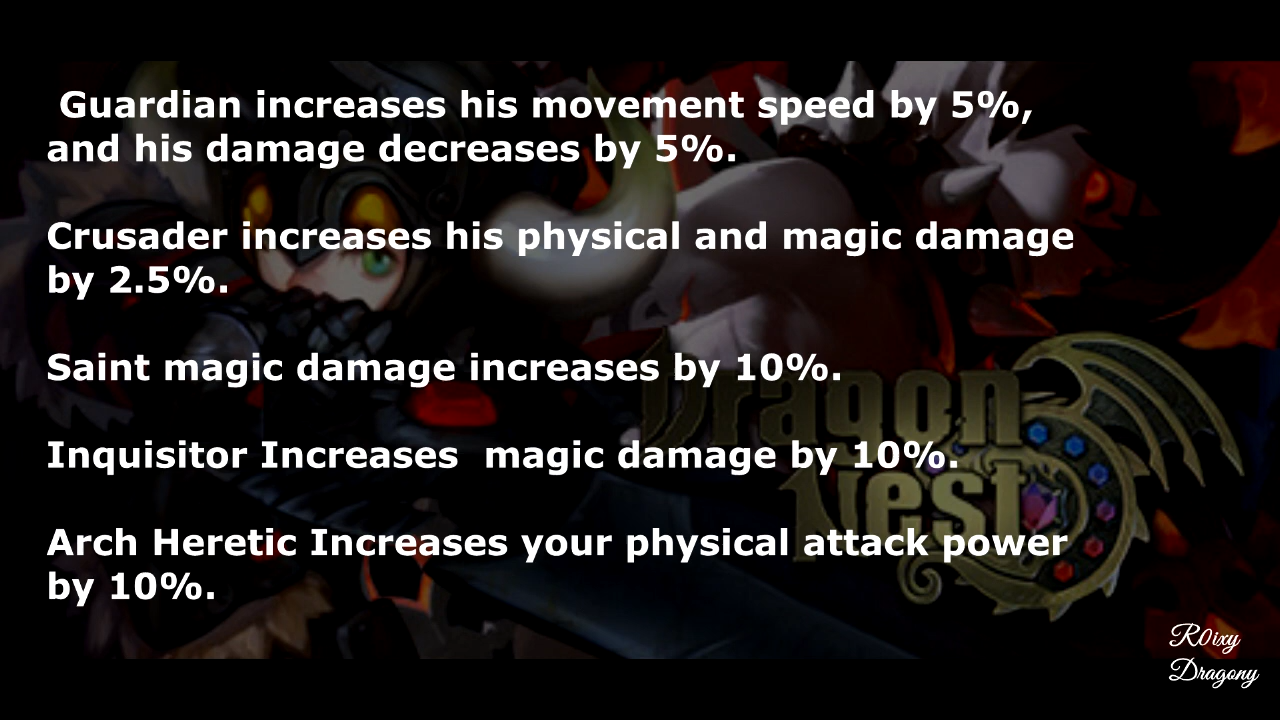 Guardian increases his movement speed by 5%,
and his damage decreases by 5%.
Crusader increases his physical and magic damage
by 2.5%.
Saint magic damage increases by 10%.
Inquisitor Increases  magic damage by 10%.
Arch Heretic Increases your physical attack power
by 10%.
Dragon
Nest
R0ixy
Dragony